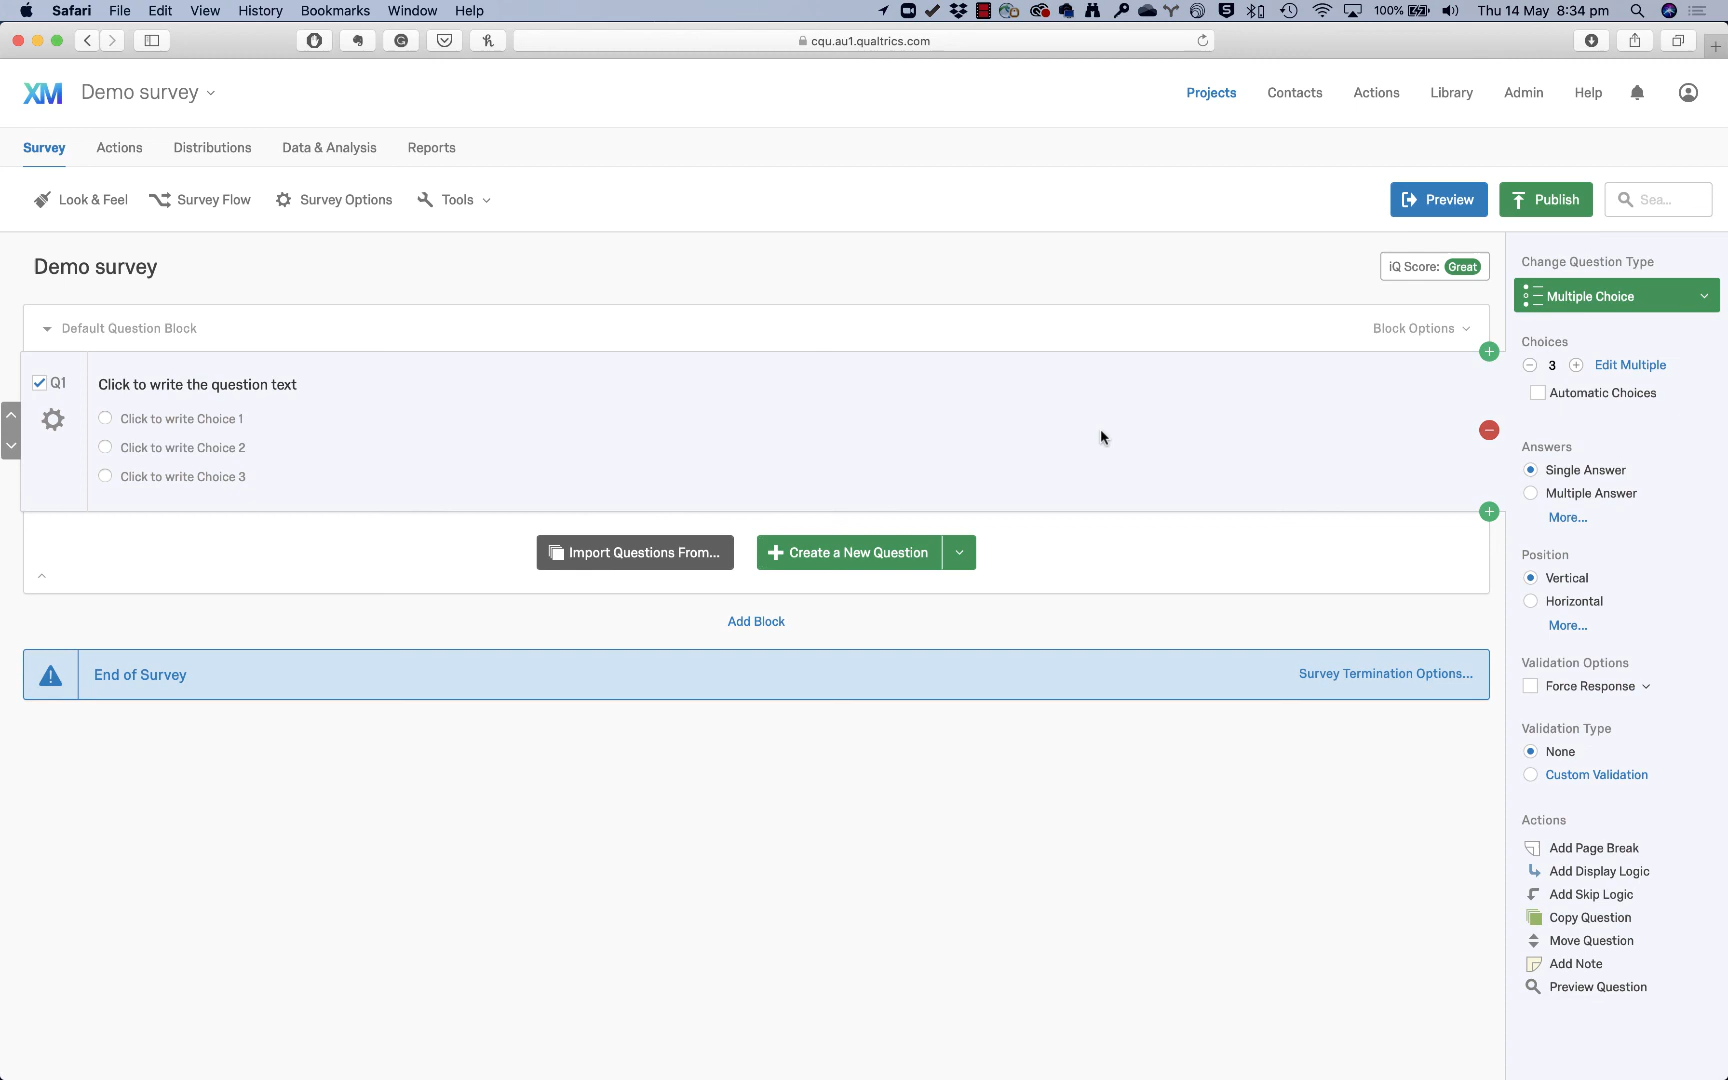 Safari File Edit View History Bookmarks Window Help 100% Thu 14 May 8:34 pm
cqu.au1.qualtrics.com
XM Demo survey Projects Contacts Actions Library Admin Help
Survey Actions Distributions Data & Analysis Reports
Look & Feel Survey Flow Survey Options Tools Preview Publish Sea...
Demo survey iQ Score: Great
Default Question Block Block Options
Q1 Click to write the question text
Click to write Choice 1
Click to write Choice 2
Click to write Choice 3
Import Questions From... Create a New Question
Add Block
End of Survey Survey Termination Options...
Change Question Type
Multiple Choice
Choices
3 Edit Multiple
Automatic Choices
Answers
Single Answer
Multiple Answer
More...
Position
Vertical
Horizontal
More...
Validation Options
Force Response
Validation Type
None
Custom Validation
Actions
Add Page Break
Add Display Logic
Add Skip Logic
Copy Question
Move Question
Add Note
Preview Question